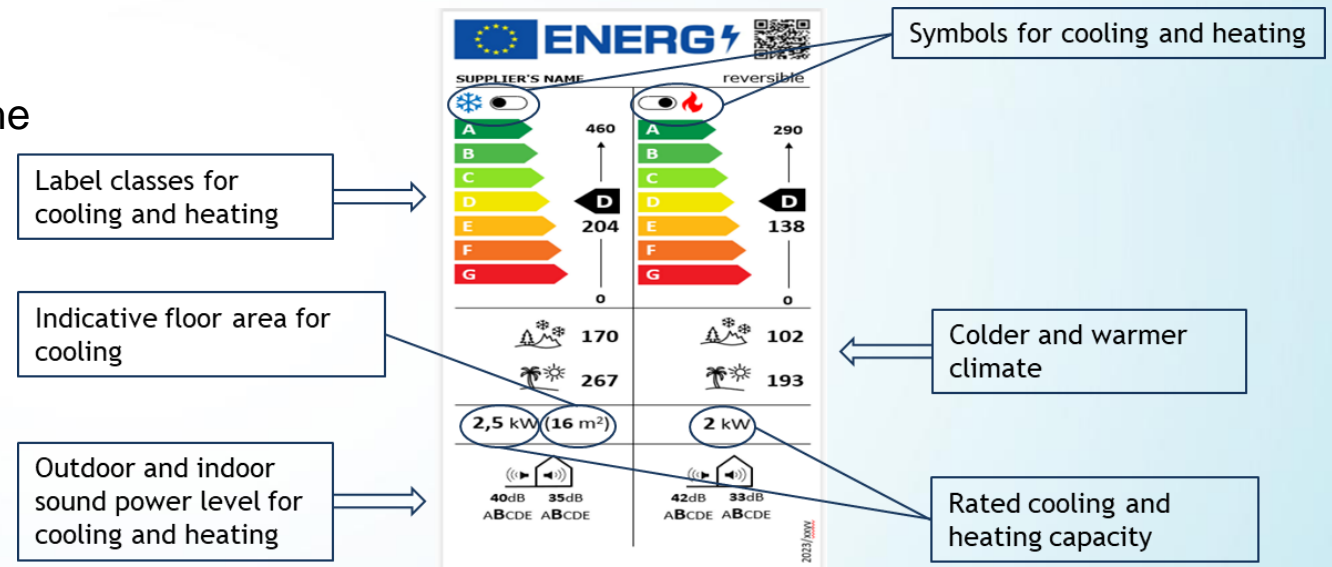 ne
Label classes for
cooling and heating
Indicative floor area for
cooling
Outdoor and indoor
sound power level for
cooling and heating
ENERG
SUPPLIER'S NAME reversible
A 460 A 290
B B
C C
D D D D
E 204 E 138
F F
G G
0 0
170 102
267 193
2,5 kW (16 m²) 2 kW
40dB 35dB 42dB 33dB
ABCDE ABCDE ABCDE ABCDE
2023/xxyy
Symbols for cooling and heating
Colder and warmer
climate
Rated cooling and
heating capacity